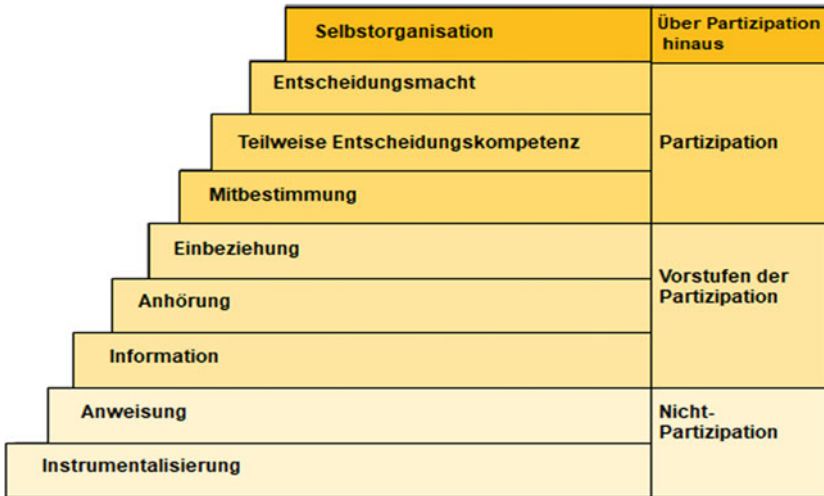 Selbstorganisation
Über Partizipation
hinaus
Entscheidungsmacht
Teilweise Entscheidungskompetenz
Partizipation
Mitbestimmung
Einbeziehung
Vorstufen der
Partizipation
Anhörung
Information
Anweisung
Nicht-
Partizipation
Instrumentalisierung